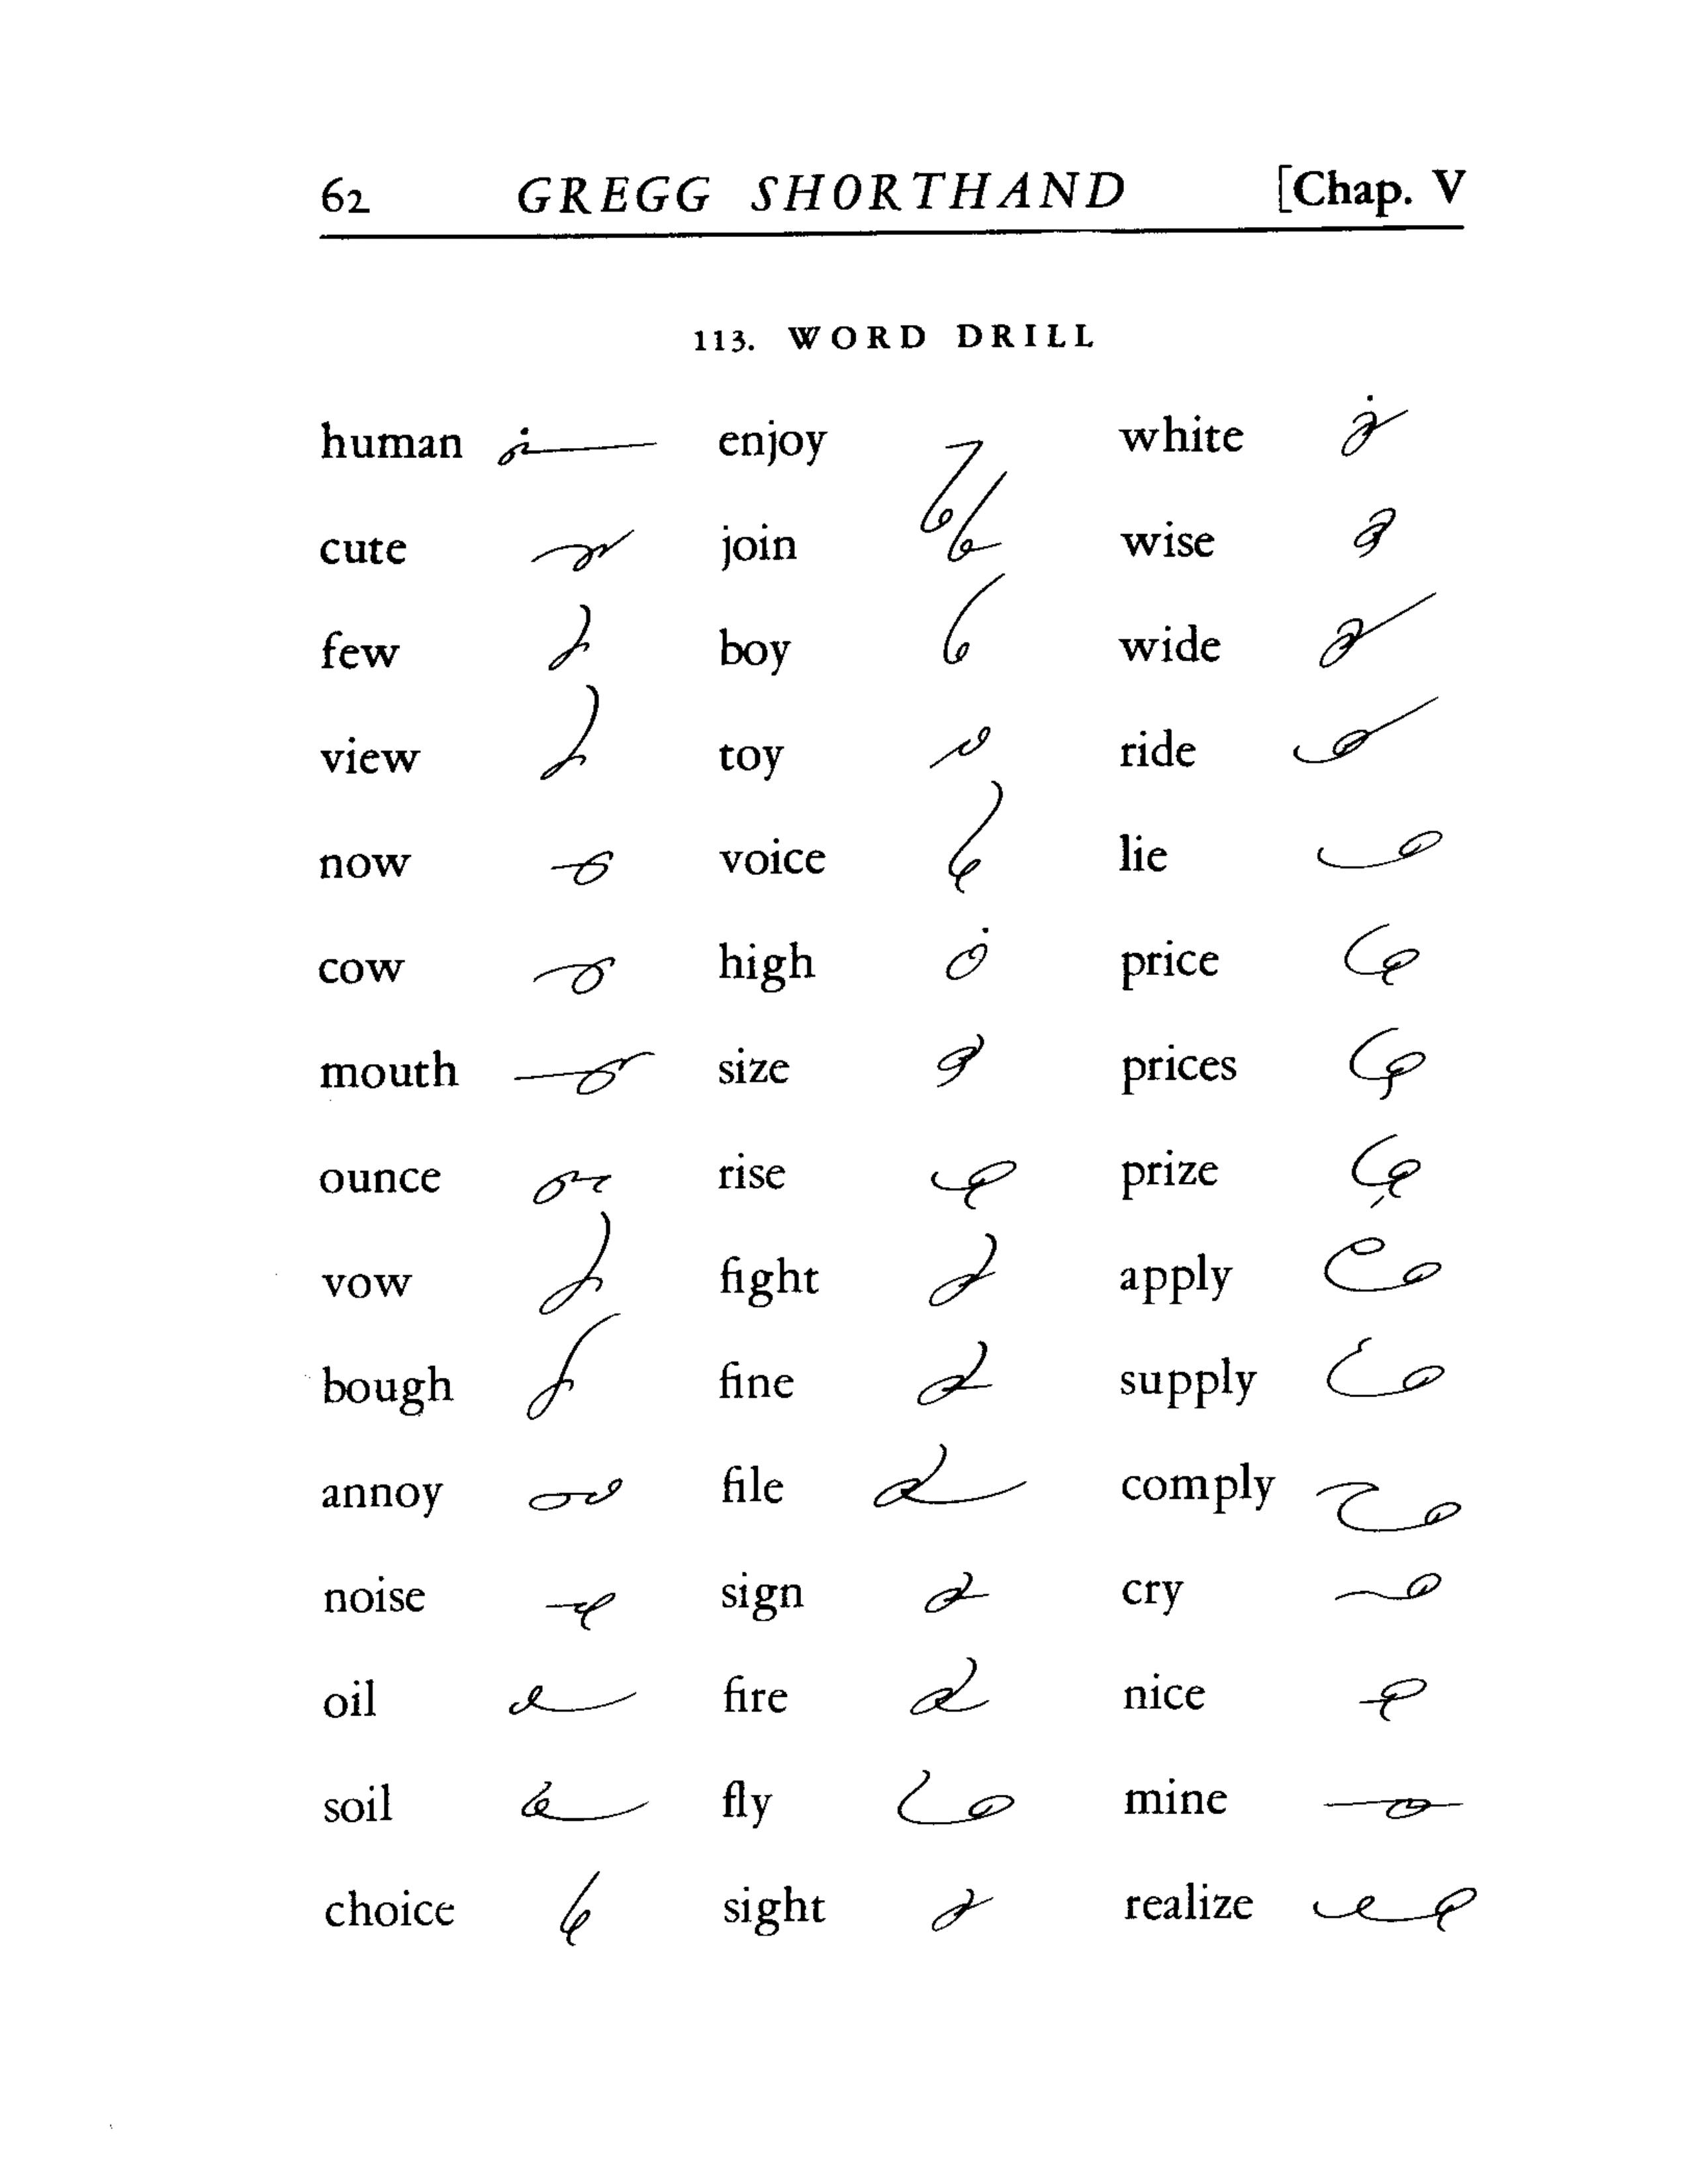 62 GREGG SHORTHAND [Chap. V
113. WORD DRILL
human enjoy white
cute join wise
few boy wide
view toy ride
now voice lie
cow high price
mouth size prices
ounce rise prize
vow fight apply
bough fine supply
annoy file comply
noise sign cry
oil fire nice
soil fly mine
choice sight realize